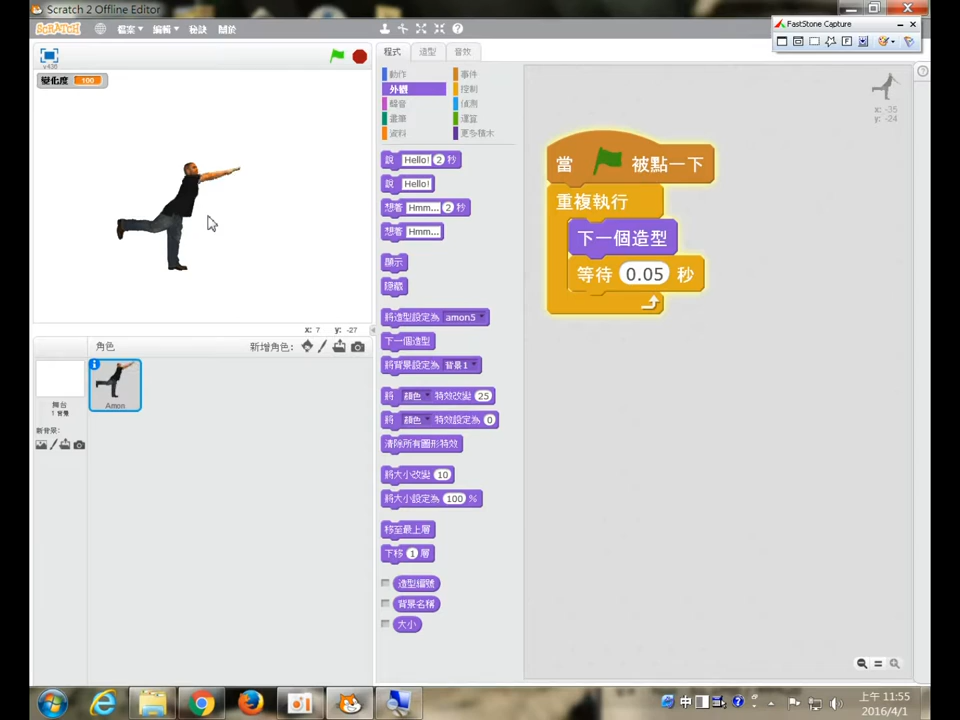 Scratch 2 Offline Editor
SCRATCH 檔案 編輯 秘訣 關於
FastStone Capture
v438
變化度 100
x: 7 y: -27
角色 新增角色:
Amon
舞台
1 背景
新背景:
程式 造型 音效
動作 事件
外觀 控制
聲音 偵測
畫筆 運算
資料 更多積木
說 Hello! 2 秒
說 Hello!
想著 Hmm... 2 秒
想著 Hmm...
顯示
隱藏
將造型設定為 amon5
下一個造型
將背景設定為 背景1
將 顏色 特效改變 25
將 顏色 特效設定為 0
清除所有圖形特效
將大小改變 10
將大小設定為 100 %
移至最上層
下移 1 層
造型編號
背景名稱
大小
當 被點一下
重複執行
下一個造型
等待 0.05 秒
x: -35
y: -24
中
上午 11:55
2016/4/1